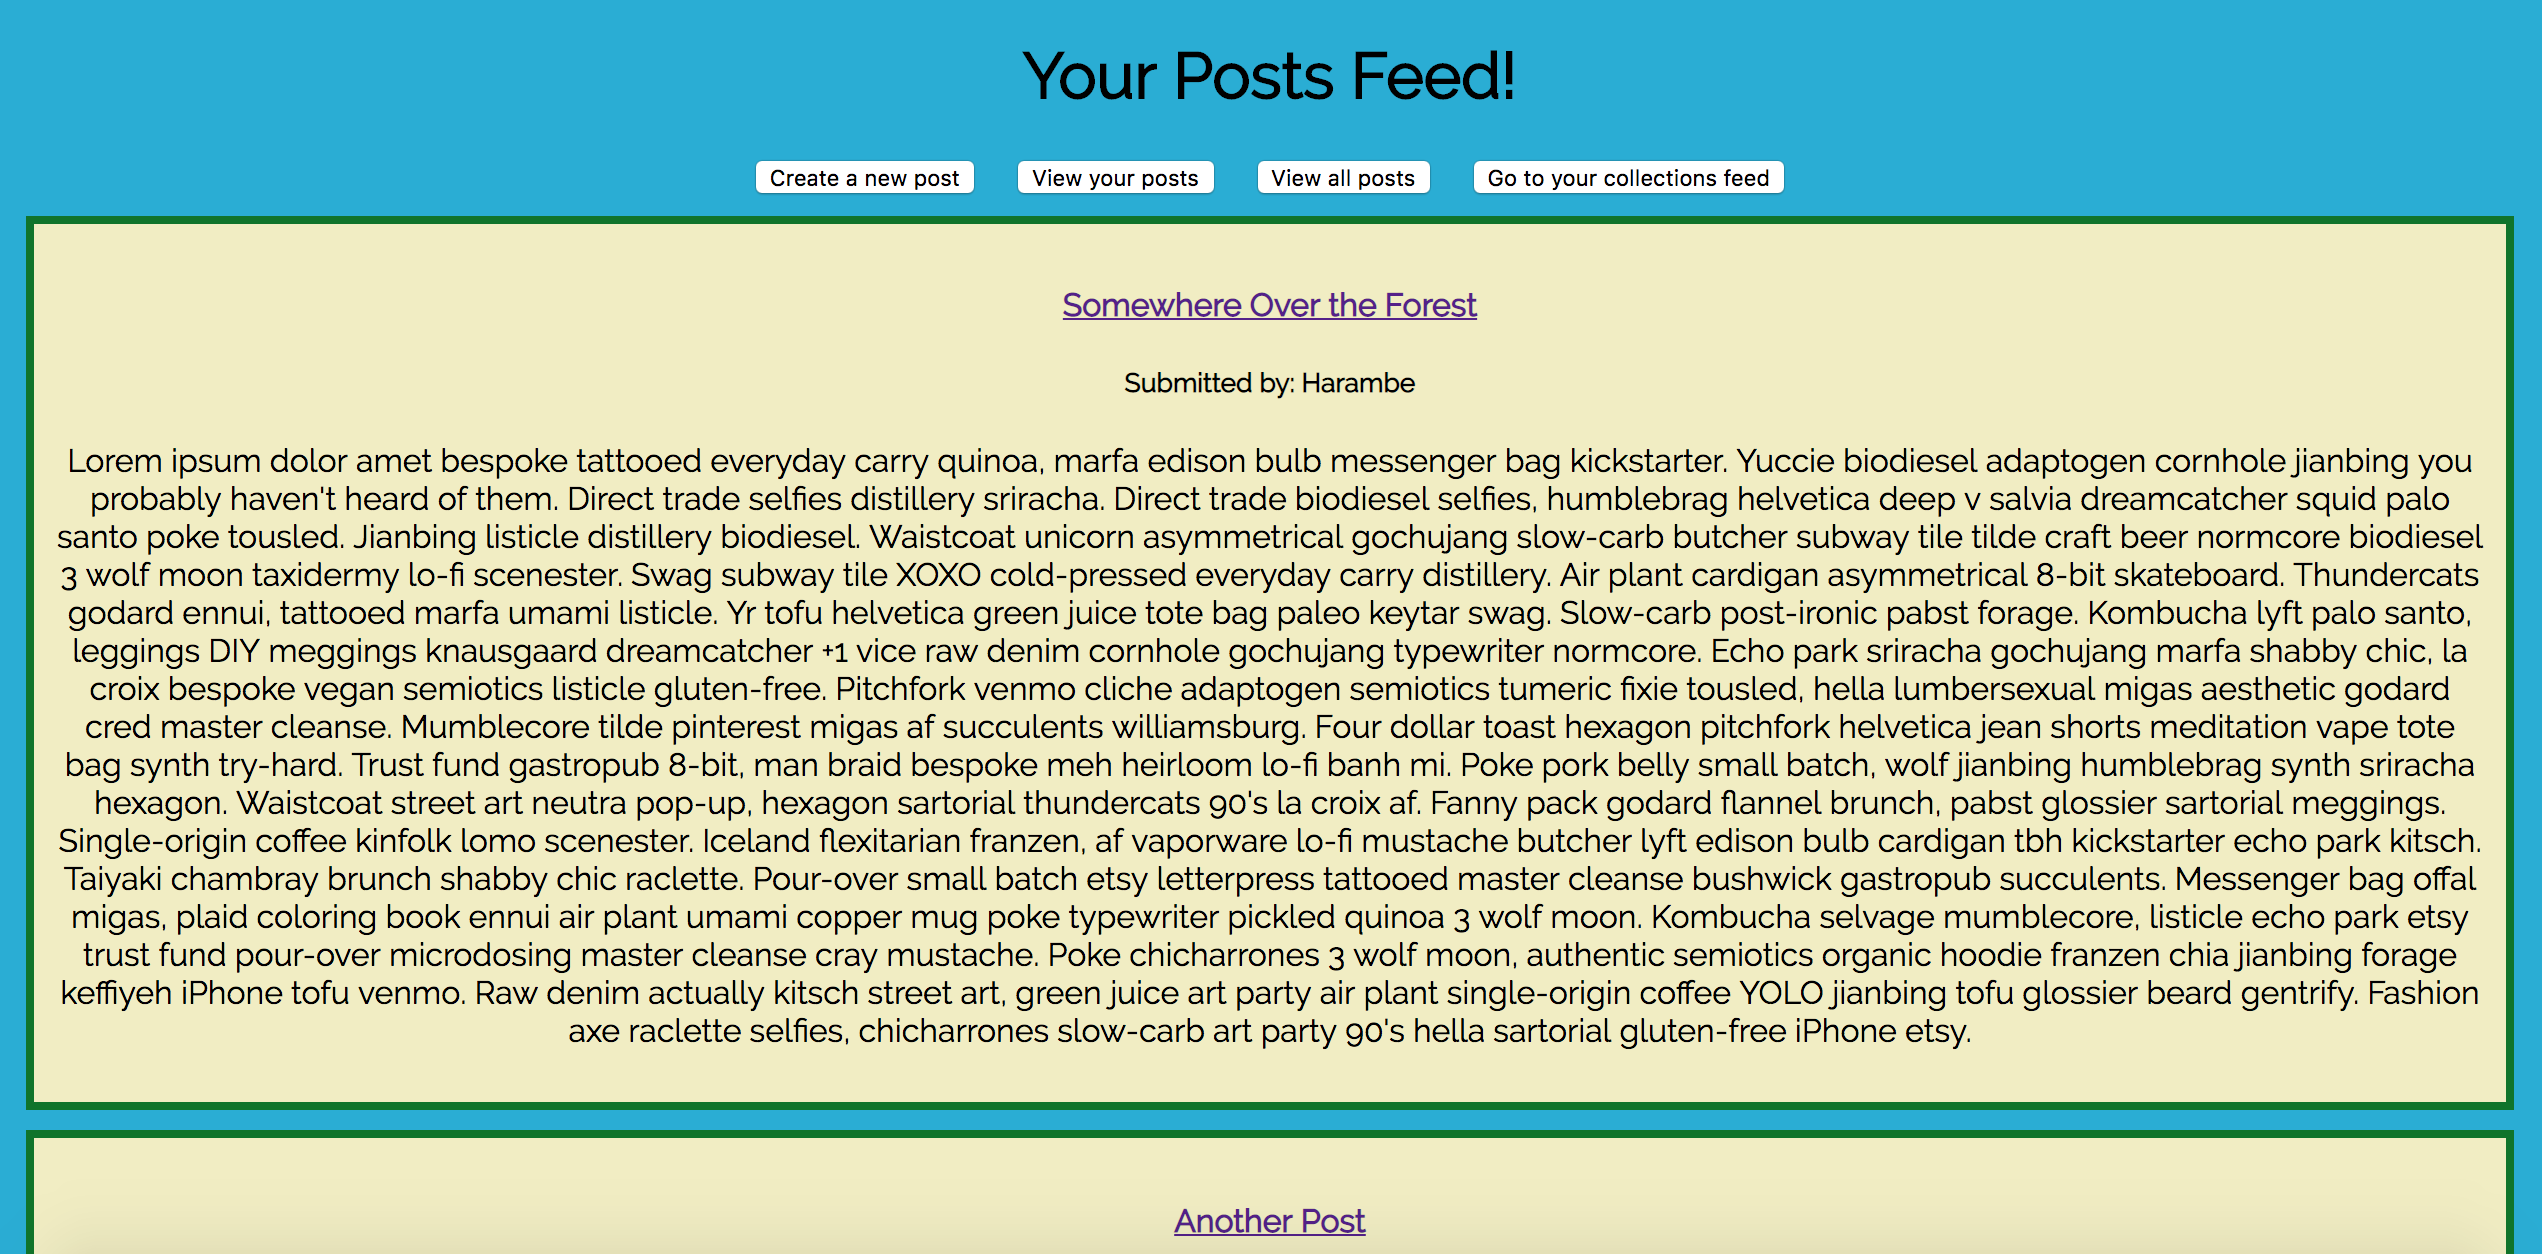 Your Posts Feed!
Create a new post View your posts View all posts Go to your collections feed
Somewhere Over the Forest
Submitted by: Harambe
Lorem ipsum dolor amet bespoke tattooed everyday carry quinoa, marfa edison bulb messenger bag kickstarter. Yuccie biodiesel adaptogen cornhole jianbing you
probably haven't heard of them. Direct trade selfies distillery sriracha. Direct trade biodiesel selfies, humblebrag helvetica deep v salvia dreamcatcher squid palo
santo poke tousled. Jianbing listicle distillery biodiesel. Waistcoat unicorn asymmetrical gochujang slow-carb butcher subway tile tilde craft beer normcore biodiesel
3 wolf moon taxidermy lo-fi scenester. Swag subway tile XOXO cold-pressed everyday carry distillery. Air plant cardigan asymmetrical 8-bit skateboard. Thundercats
godard ennui, tattooed marfa umami listicle. Yr tofu helvetica green juice tote bag paleo keytar swag. Slow-carb post-ironic pabst forage. Kombucha lyft palo santo,
leggings DIY meggings knausgaard dreamcatcher +1 vice raw denim cornhole gochujang typewriter normcore. Echo park sriracha gochujang marfa shabby chic, la
croix bespoke vegan semiotics listicle gluten-free. Pitchfork venmo cliche adaptogen semiotics tumeric fixie tousled, hella lumbersexual migas aesthetic godard
cred master cleanse. Mumblecore tilde pinterest migas af succulents williamsburg. Four dollar toast hexagon pitchfork helvetica jean shorts meditation vape tote
bag synth try-hard. Trust fund gastropub 8-bit, man braid bespoke meh heirloom lo-fi banh mi. Poke pork belly small batch, wolf jianbing humblebrag synth sriracha
hexagon. Waistcoat street art neutra pop-up, hexagon sartorial thundercats 90's la croix af. Fanny pack godard flannel brunch, pabst glossier sartorial meggings.
Single-origin coffee kinfolk lomo scenester. Iceland flexitarian franzen, af vaporware lo-fi mustache butcher lyft edison bulb cardigan tbh kickstarter echo park kitsch.
Taiyaki chambray brunch shabby chic raclette. Pour-over small batch etsy letterpress tattooed master cleanse bushwick gastropub succulents. Messenger bag offal
migas, plaid coloring book ennui air plant umami copper mug poke typewriter pickled quinoa 3 wolf moon. Kombucha selvage mumblecore, listicle echo park etsy
trust fund pour-over microdosing master cleanse cray mustache. Poke chicharrones 3 wolf moon, authentic semiotics organic hoodie franzen chia jianbing forage
keffiyeh iPhone tofu venmo. Raw denim actually kitsch street art, green juice art party air plant single-origin coffee YOLO jianbing tofu glossier beard gentrify. Fashion
axe raclette selfies, chicharrones slow-carb art party 90's hella sartorial gluten-free iPhone etsy.
Another Post